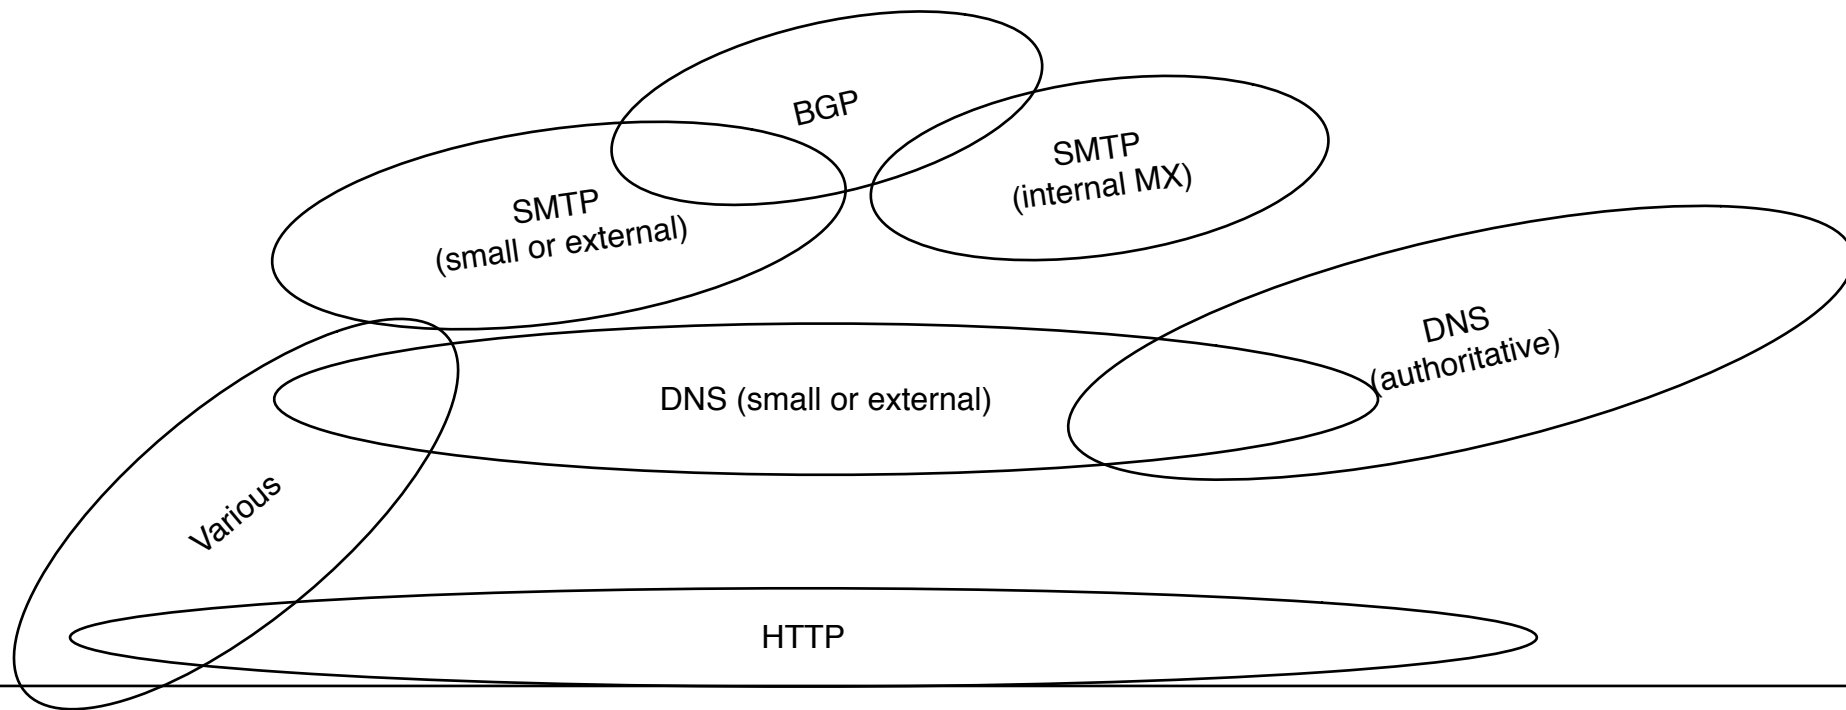 BGP
SMTP
(internal MX)
SMTP
(small or external)
DNS
(authoritative)
DNS (small or external)
Various
HTTP